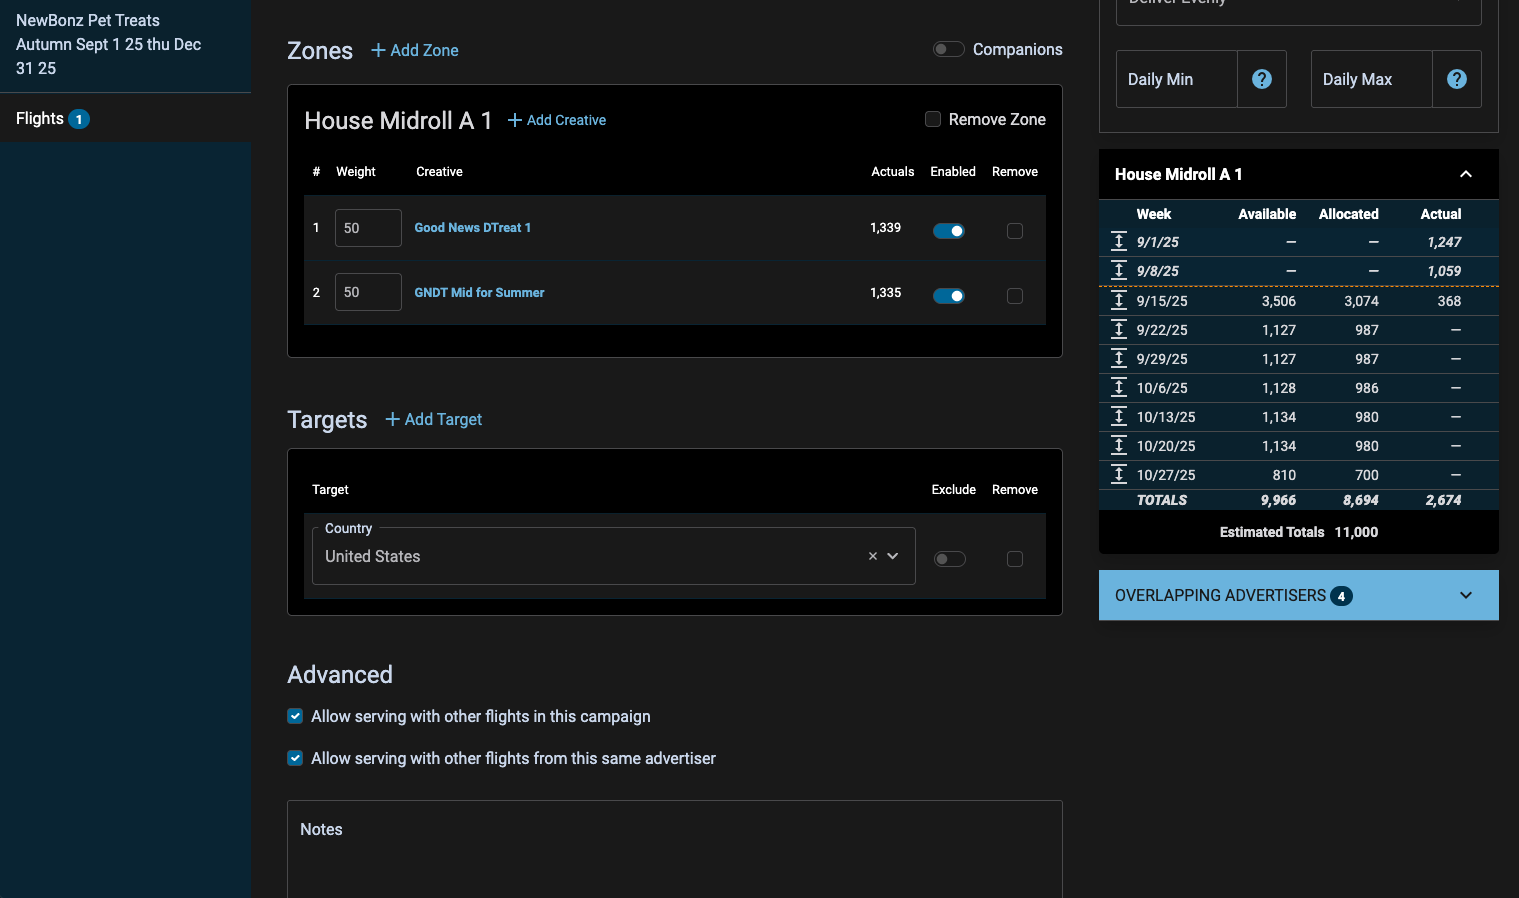 NewBonz Pet Treats
Autumn Sept 1 25 thu Dec
31 25
Flights 1
Zones + Add Zone
Companions
House Midroll A 1 + Add Creative
Remove Zone
# Weight Creative Actuals Enabled Remove
1 50 Good News DTreat 1 1,339
2 50 GNDT Mid for Summer 1,335
Targets + Add Target
Target Exclude Remove
Country
United States
Advanced
Allow serving with other flights in this campaign
Allow serving with other flights from this same advertiser
Notes
Deliver Evenly
Daily Min ? Daily Max ?
House Midroll A 1
Week Available Allocated Actual
9/1/25 — — 1,247
9/8/25 — — 1,059
9/15/25 3,506 3,074 368
9/22/25 1,127 987 —
9/29/25 1,127 987 —
10/6/25 1,128 986 —
10/13/25 1,134 980 —
10/20/25 1,134 980 —
10/27/25 810 700 —
TOTALS 9,966 8,694 2,674
Estimated Totals 11,000
OVERLAPPING ADVERTISERS 4